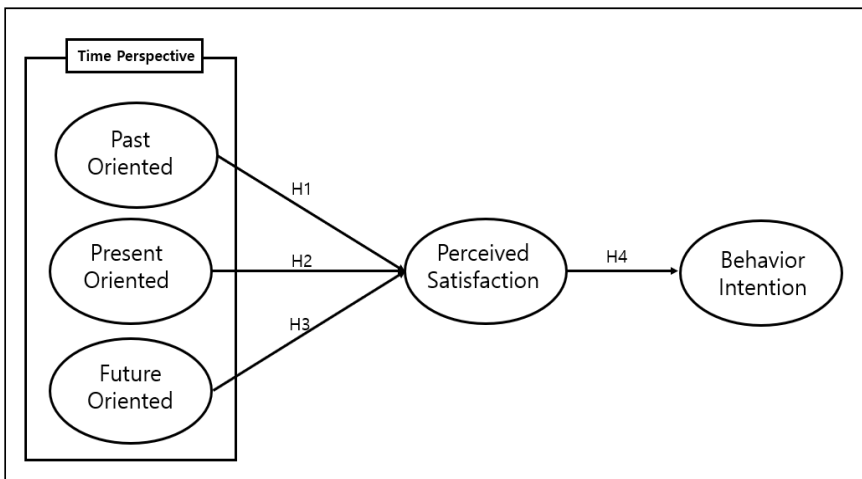 Time Perspective
Past
Oriented
H1
Present
Oriented
H2
Perceived
Satisfaction
H4
Behavior
Intention
H3
Future
Oriented